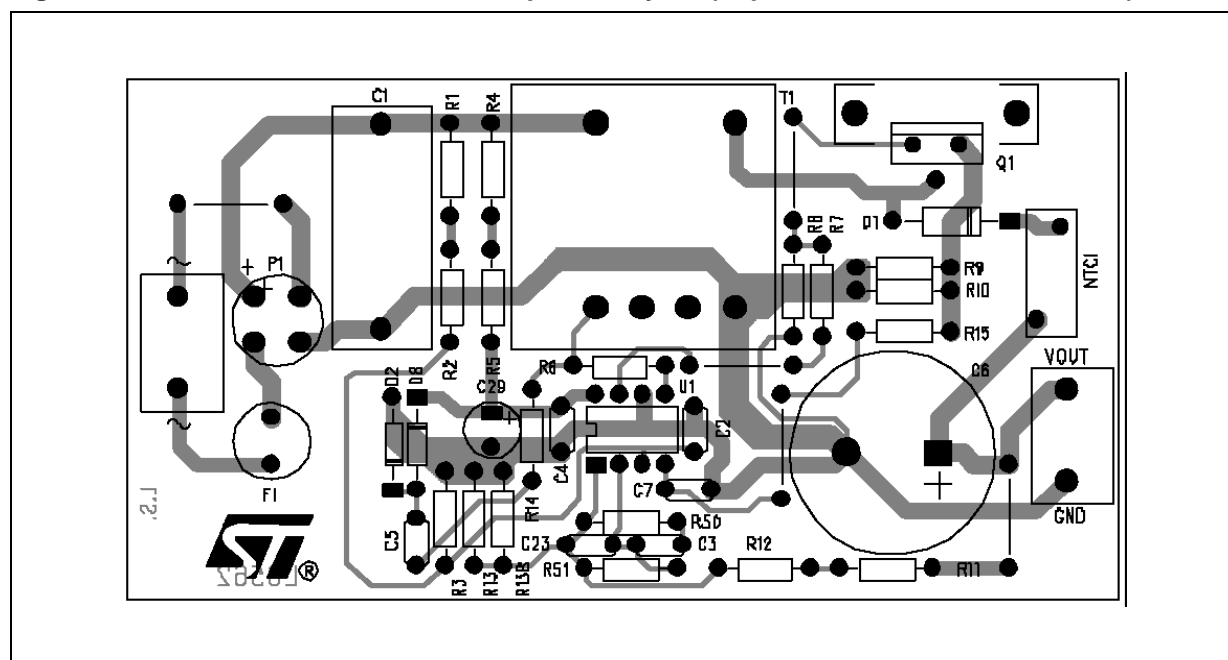 C1
R1
R4
T1
Q1
D1
R8
R7
NTC1
P1
+
R9
R10
R15
R2
R5
R6
C6
VOUT
D2
D8
C29
+
U1
C2
C4
F1
C7
R14
GND
C5
C23
R50
C3
R51
R12
R11
R3
R13
R13B
ST
®
L6562